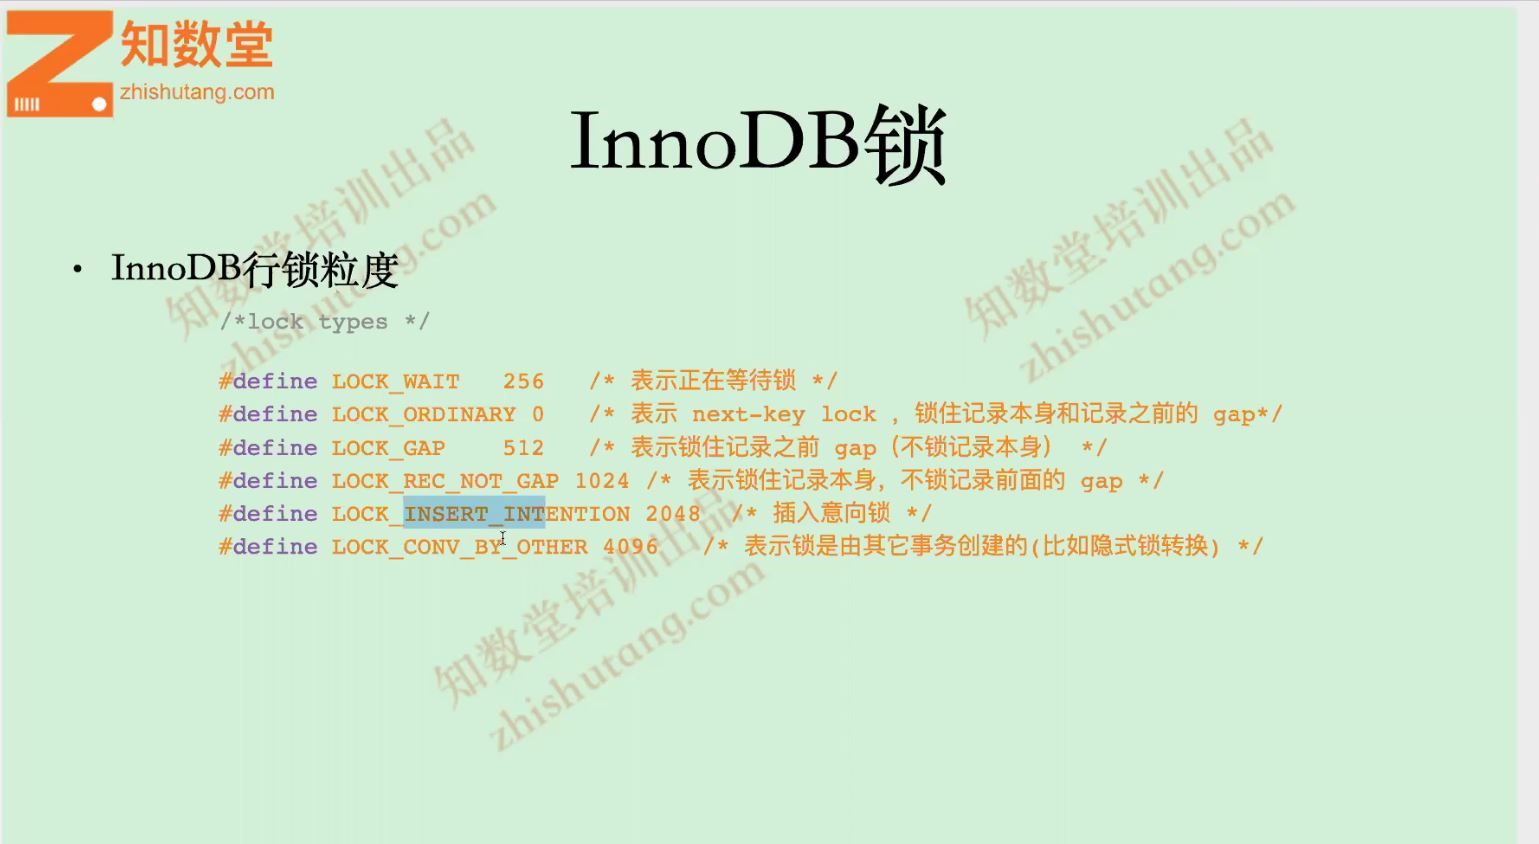 知数堂
zhishutang.com
InnoDB锁
• InnoDB行锁粒度
/*lock types */
#define LOCK_WAIT 256 /* 表示正在等待锁 */
#define LOCK_ORDINARY 0 /* 表示 next-key lock ，锁住记录本身和记录之前的 gap*/
#define LOCK_GAP 512 /* 表示锁住记录之前 gap（不锁记录本身） */
#define LOCK_REC_NOT_GAP 1024 /* 表示锁住记录本身，不锁记录前面的 gap */
#define LOCK_INSERT_INTENTION 2048 /* 插入意向锁 */
#define LOCK_CONV_BY_OTHER 4096 /* 表示锁是由其它事务创建的(比如隐式锁转换) */
知数堂培训出品
zhishutang.com
知数堂培训出品
zhishutang.com
知数堂培训出品
zhishutang.com